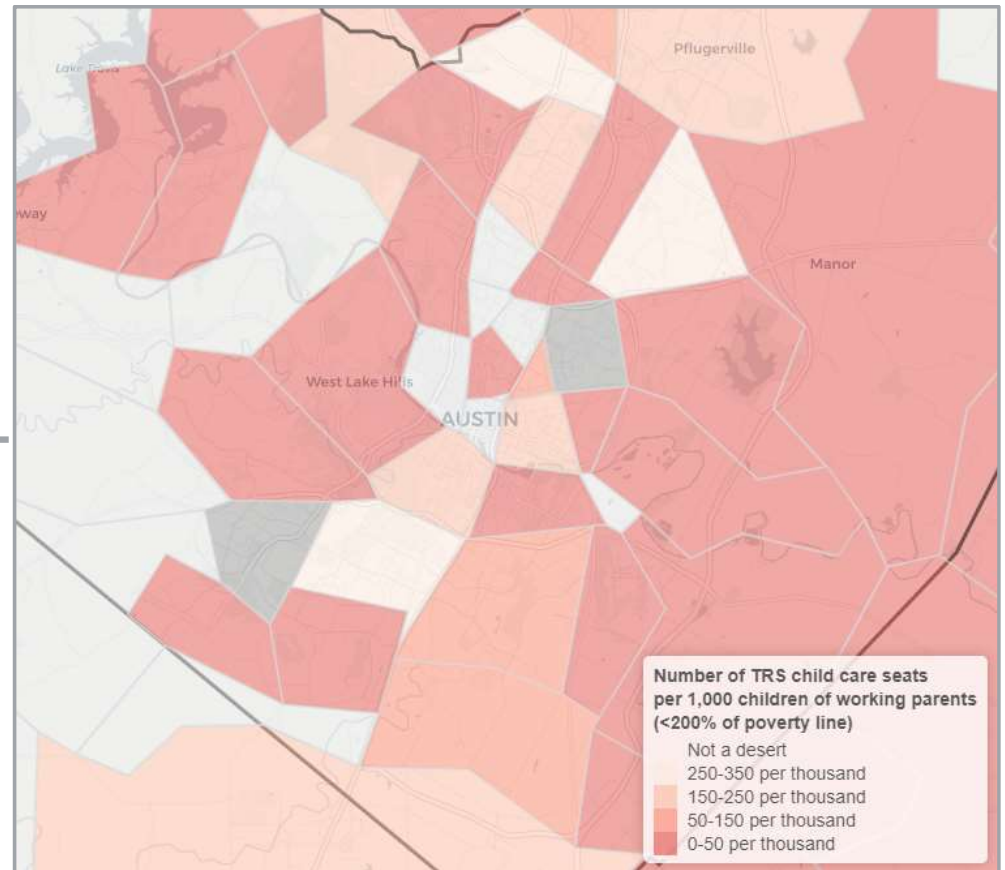 Pflugerville
Lake Travis
way
Manor
West Lake Hills
AUSTIN
Number of TRS child care seats
per 1,000 children of working parents
(<200% of poverty line)
Not a desert
250-350 per thousand
150-250 per thousand
50-150 per thousand
0-50 per thousand